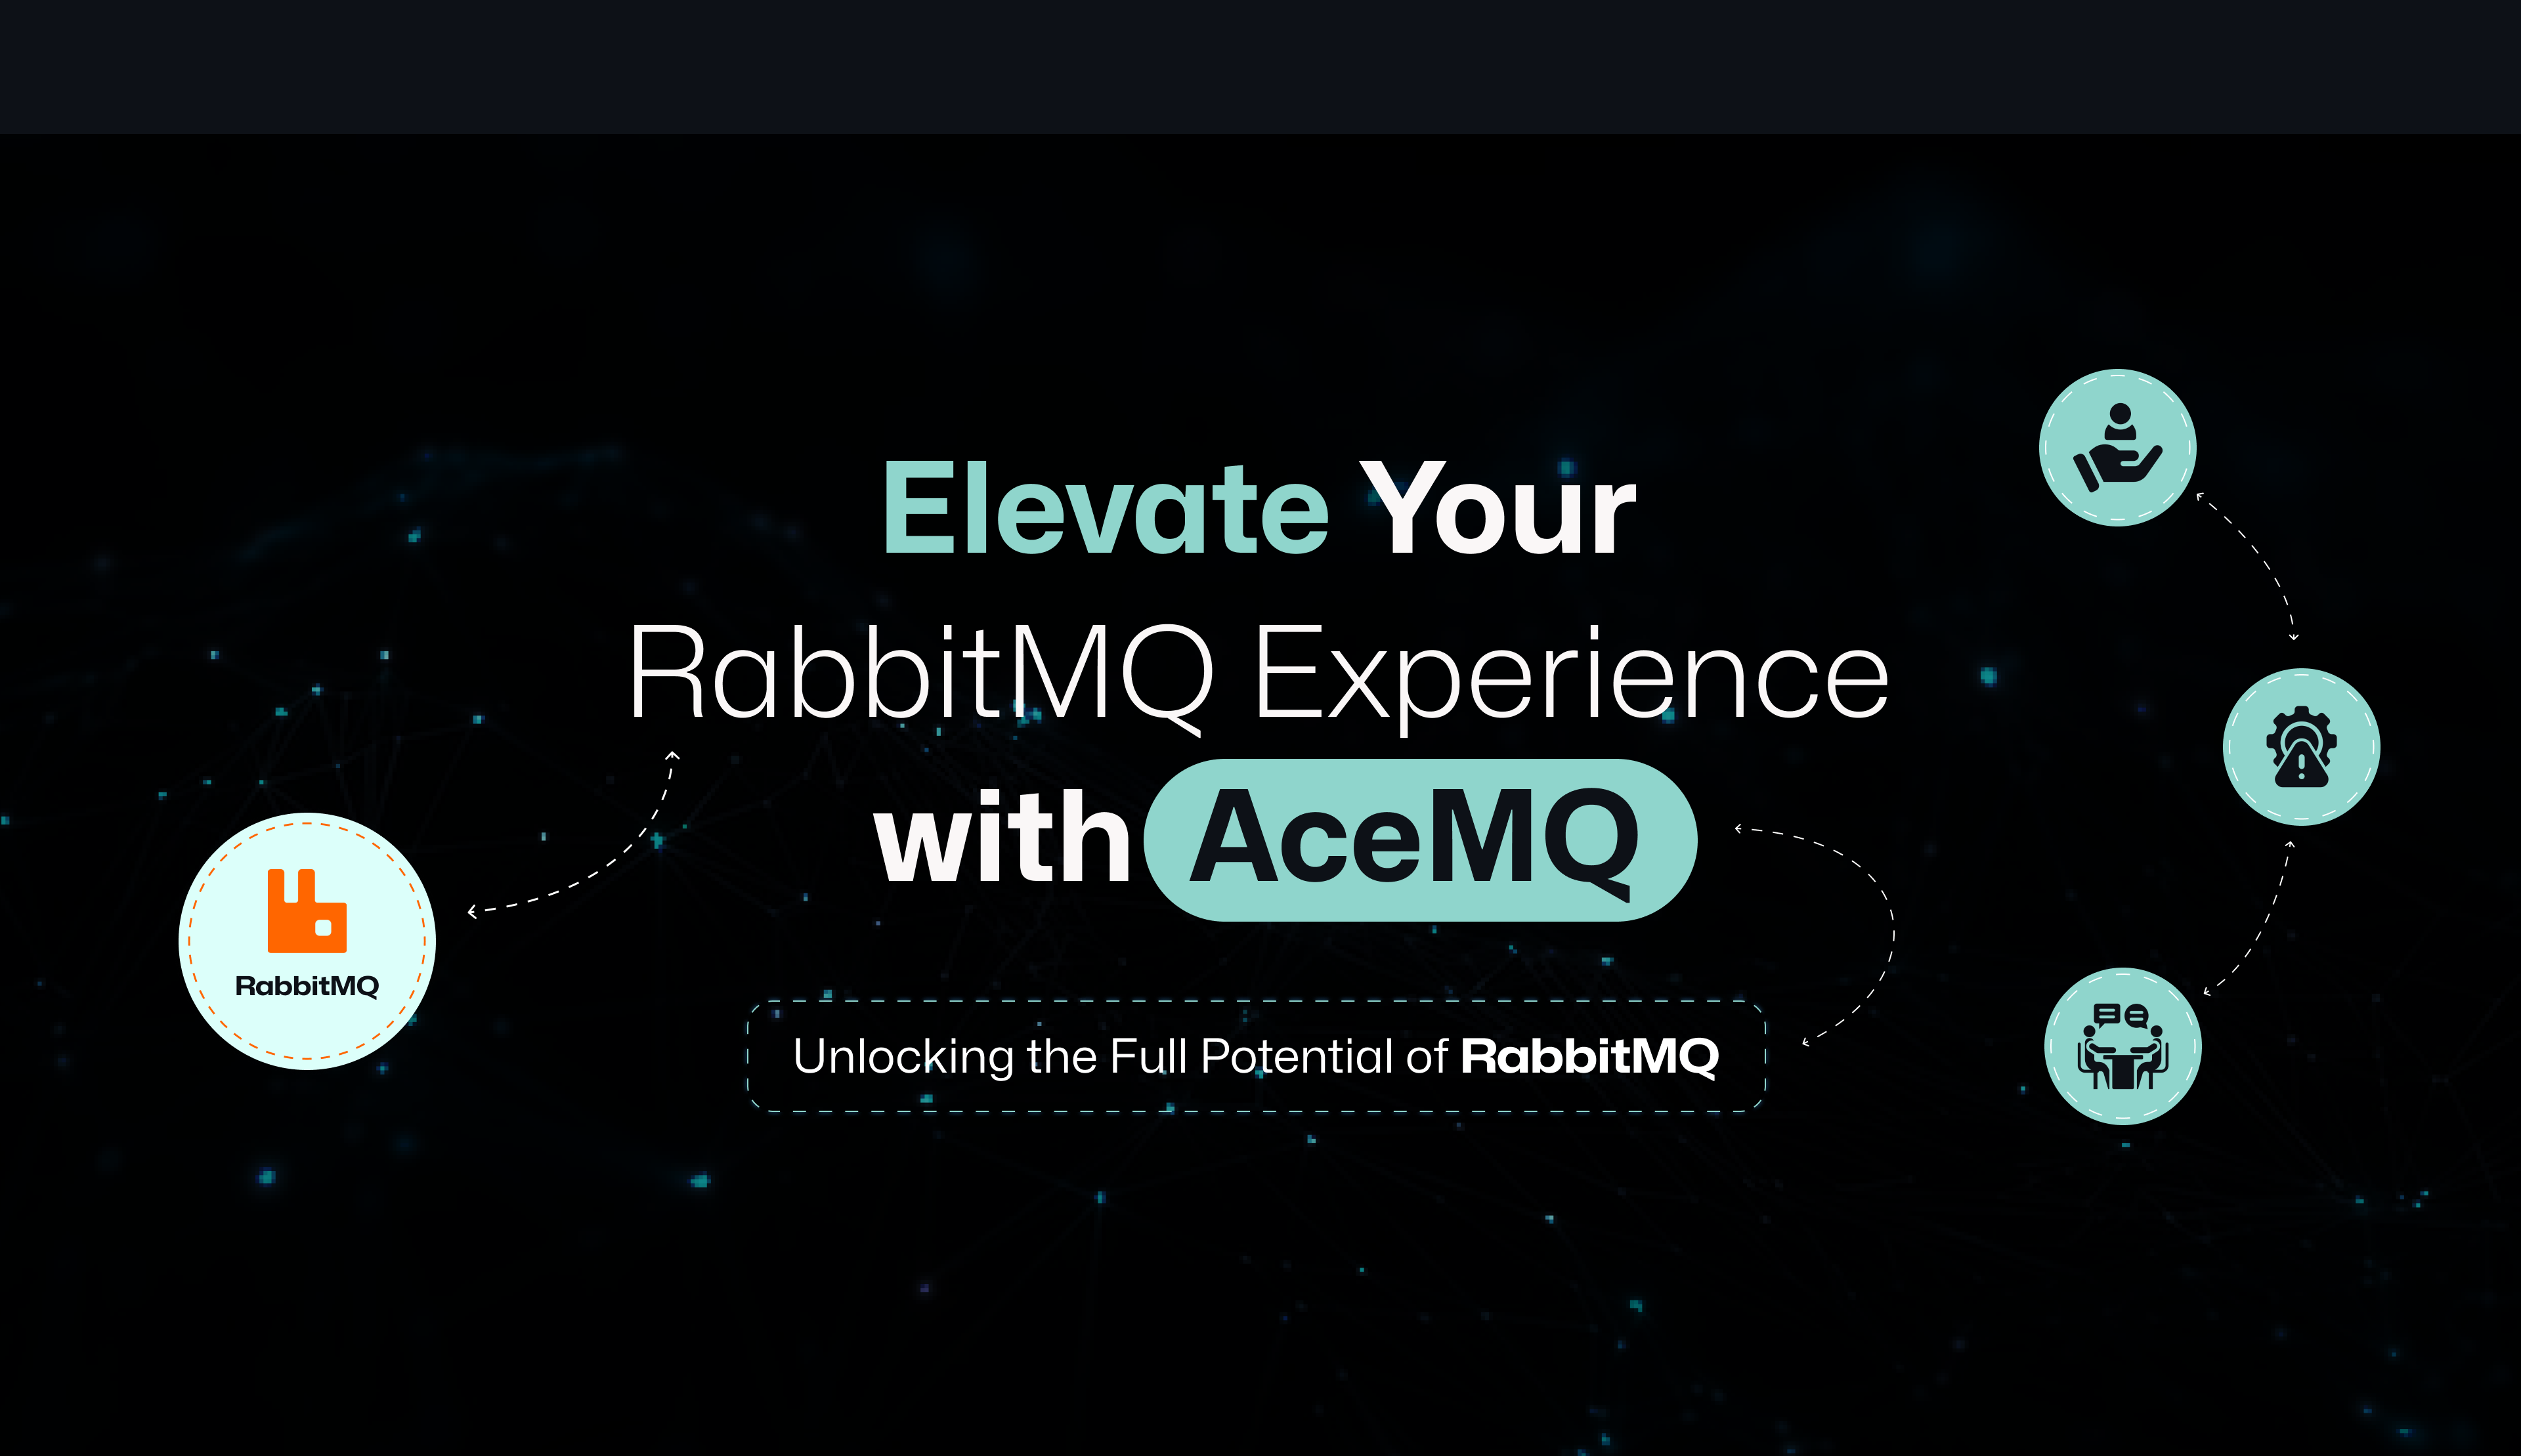 Elevate Your
RabbitMQ Experience
with AceMQ
RabbitMQ
Unlocking the Full Potential of RabbitMQ